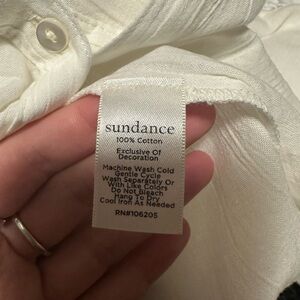 sundance
100% Cotton
Exclusive Of
Decoration
Machine Wash Cold
Gentle Cycle
Wash Separately Or
With Like Colors
Do Not Bleach
Hang To Dry
Cool Iron As Needed
RN#106205